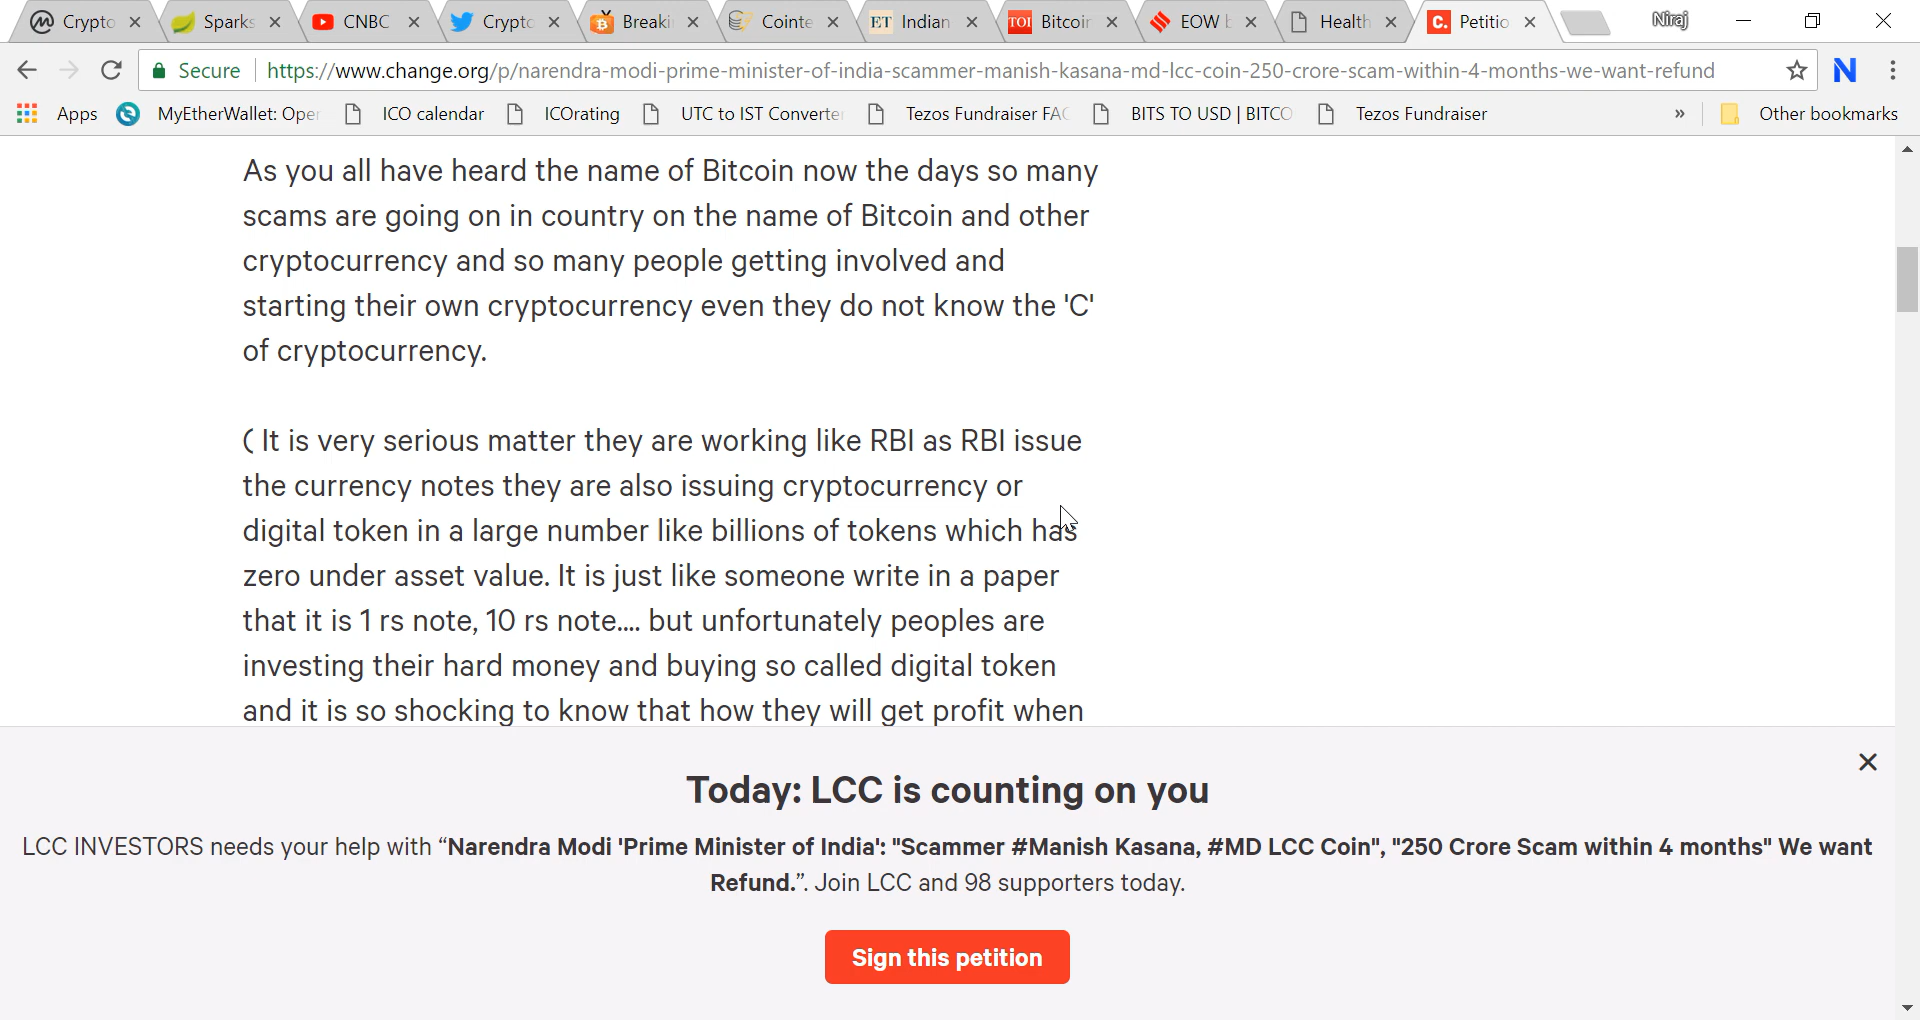 Crypto
Sparks
CNBC
Crypto
Breaki
Cointe
ET Indian
TOI Bitcoin
EOW b
Health
C. Petitio
Niraj
Secure https://www.change.org/p/narendra-modi-prime-minister-of-india-scammer-manish-kasana-md-lcc-coin-250-crore-scam-within-4-months-we-want-refund
N
Apps MyEtherWallet: Ope ICO calendar ICOrating UTC to IST Converte Tezos Fundraiser FAC BITS TO USD | BITCO Tezos Fundraiser » Other bookmarks
As you all have heard the name of Bitcoin now the days so many
scams are going on in country on the name of Bitcoin and other
cryptocurrency and so many people getting involved and
starting their own cryptocurrency even they do not know the 'C'
of cryptocurrency.
( It is very serious matter they are working like RBI as RBI issue
the currency notes they are also issuing cryptocurrency or
digital token in a large number like billions of tokens which has
zero under asset value. It is just like someone write in a paper
that it is 1 rs note, 10 rs note.... but unfortunately peoples are
investing their hard money and buying so called digital token
and it is so shocking to know that how they will get profit when
Today: LCC is counting on you
LCC INVESTORS needs your help with “Narendra Modi 'Prime Minister of India': "Scammer #Manish Kasana, #MD LCC Coin", "250 Crore Scam within 4 months" We want
Refund.”. Join LCC and 98 supporters today.
Sign this petition